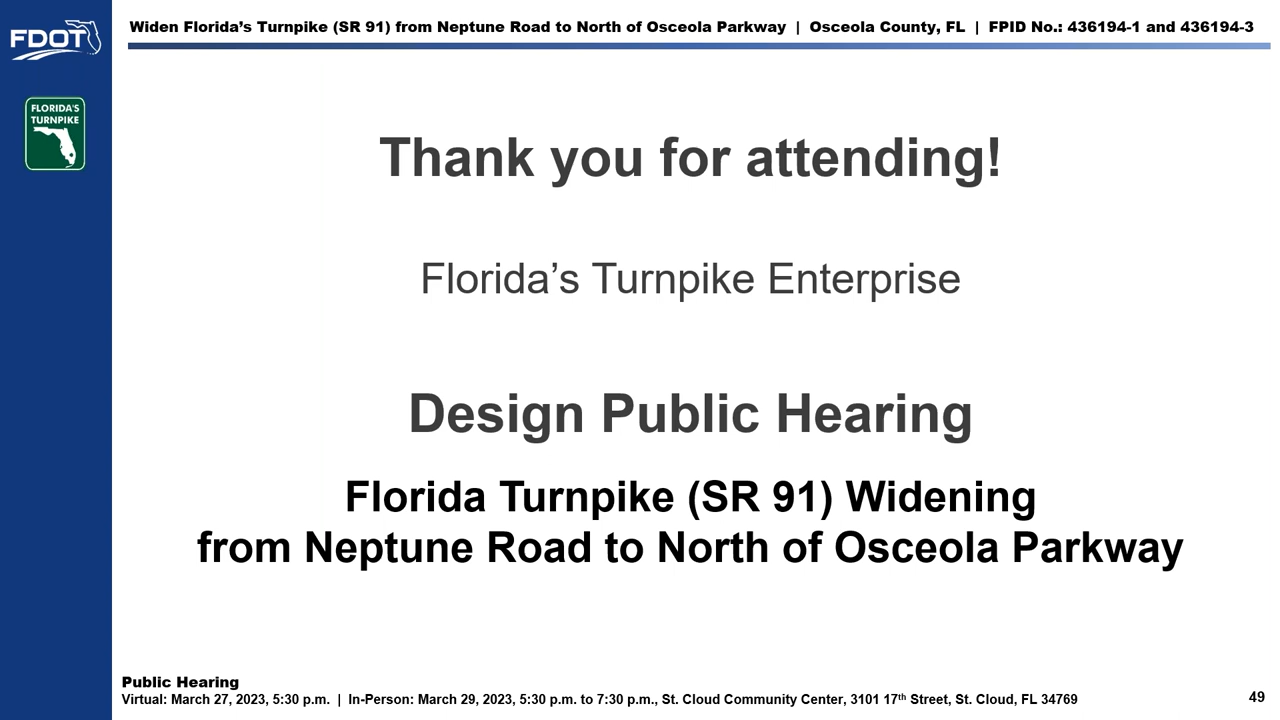 FDOT
Widen Florida’s Turnpike (SR 91) from Neptune Road to North of Osceola Parkway | Osceola County, FL | FPID No.: 436194-1 and 436194-3
FLORIDA'S
TURNPIKE
Thank you for attending!
Florida’s Turnpike Enterprise
Design Public Hearing
Florida Turnpike (SR 91) Widening
from Neptune Road to North of Osceola Parkway
Public Hearing
Virtual: March 27, 2023, 5:30 p.m. | In-Person: March 29, 2023, 5:30 p.m. to 7:30 p.m., St. Cloud Community Center, 3101 17th Street, St. Cloud, FL 34769
49